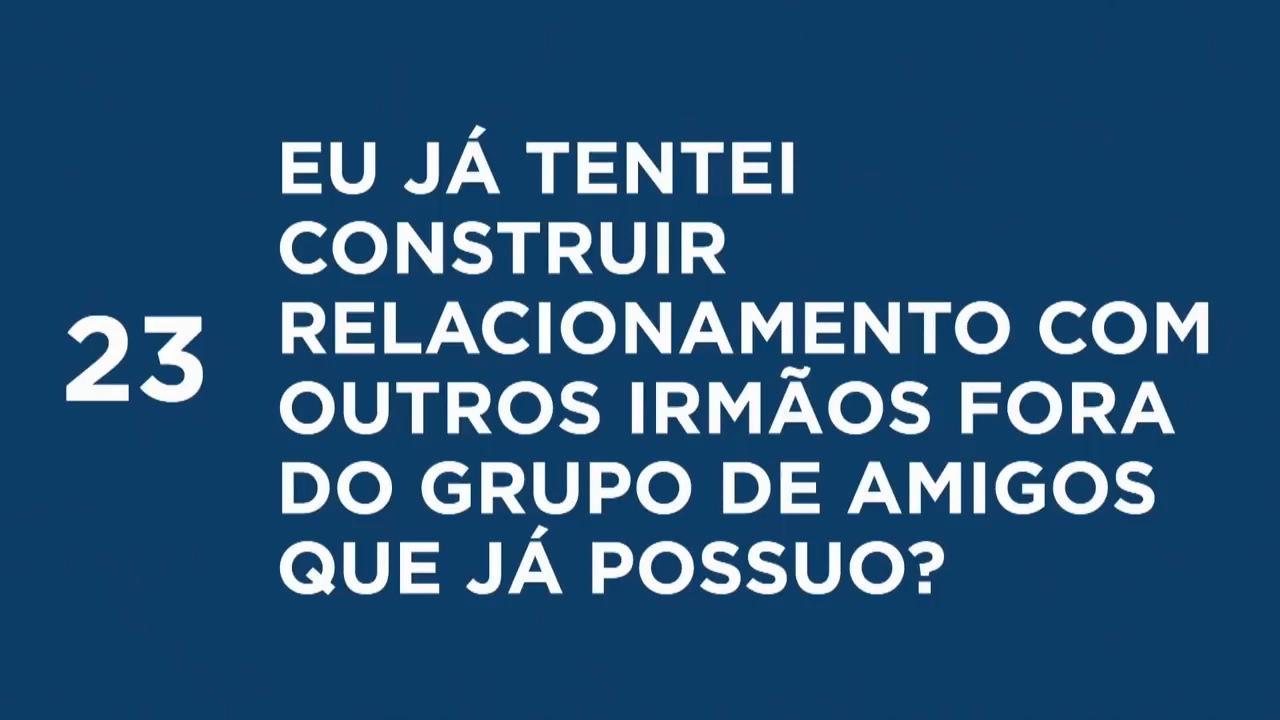 23
EU JÁ TENTEI
CONSTRUIR
RELACIONAMENTO COM
OUTROS IRMÃOS FORA
DO GRUPO DE AMIGOS
QUE JÁ POSSUO?